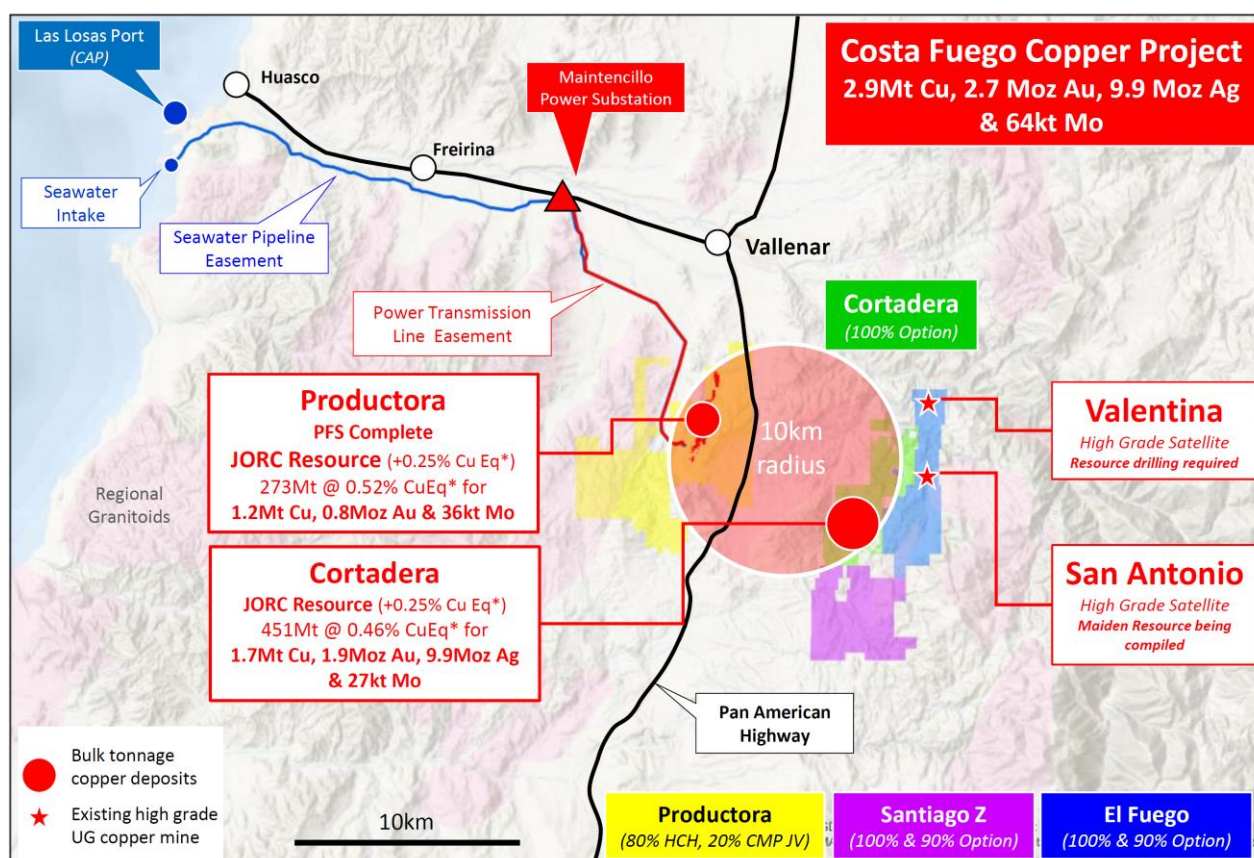 Las Losas Port
(CAP)
Huasco
Maintencillo
Power Substation
Costa Fuego Copper Project
2.9Mt Cu, 2.7 Moz Au, 9.9 Moz Ag
& 64kt Mo
Freirina
Seawater
Intake
Seawater Pipeline
Easement
Vallenar
Power Transmission
Line Easement
Cortadera
(100% Option)
Productora
PFS Complete
JORC Resource (+0.25% Cu Eq*)
273Mt @ 0.52% CuEq* for
1.2Mt Cu, 0.8Moz Au & 36kt Mo
10km
radius
Valentina
High Grade Satellite
Resource drilling required
Regional
Granitoids
Cortadera
JORC Resource (+0.25% Cu Eq*)
451Mt @ 0.46% CuEq* for
1.7Mt Cu, 1.9Moz Au, 9.9Moz Ag
& 27kt Mo
San Antonio
High Grade Satellite
Maiden Resource being
compiled
Pan American
Highway
Bulk tonnage
copper deposits
Existing high grade
UG copper mine
10km
Productora
(80% HCH, 20% CMP JV)
Santiago Z
(100% & 90% Option)
El Fuego
(100% & 90% Option)